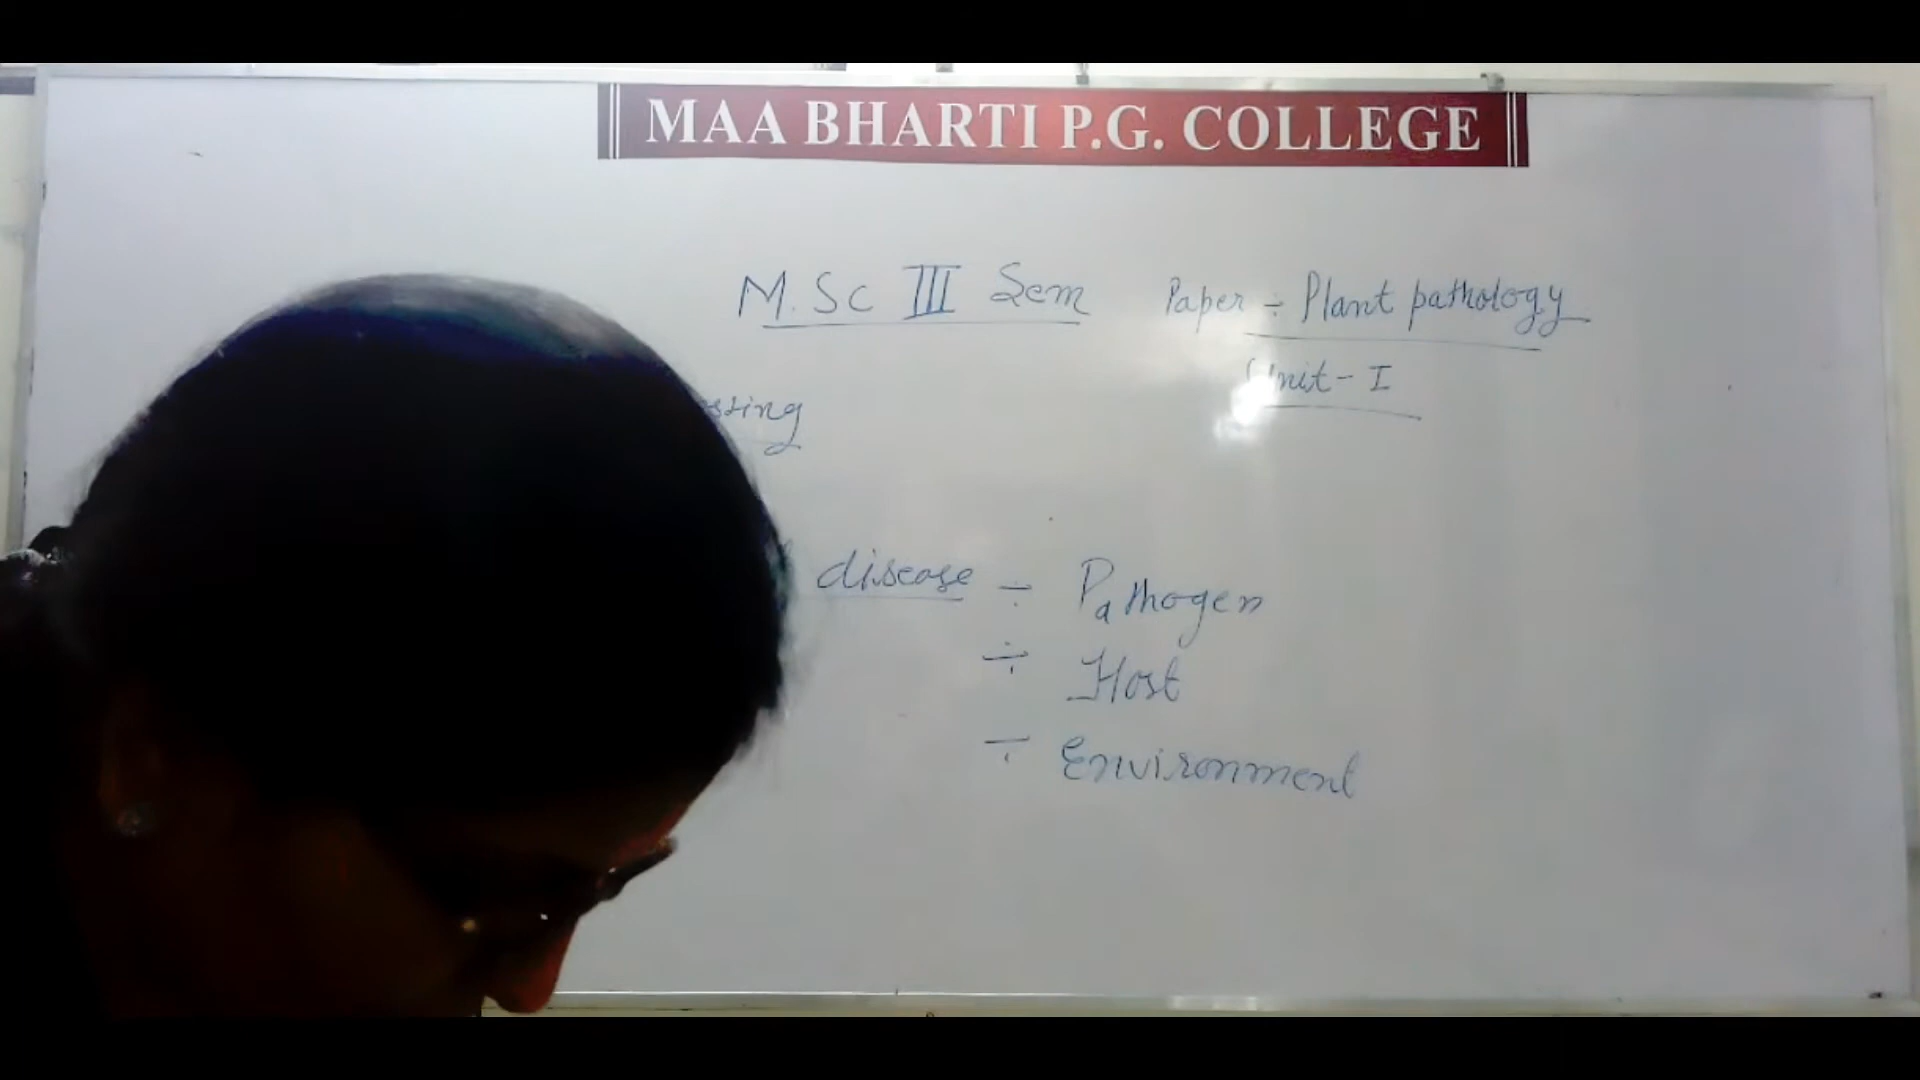 MAA BHARTI P.G. COLLEGE
M.Sc III Sem Paper ÷ Plant pathology
Unit - I
disease ÷ Pathogen
÷ Host
÷ Environment